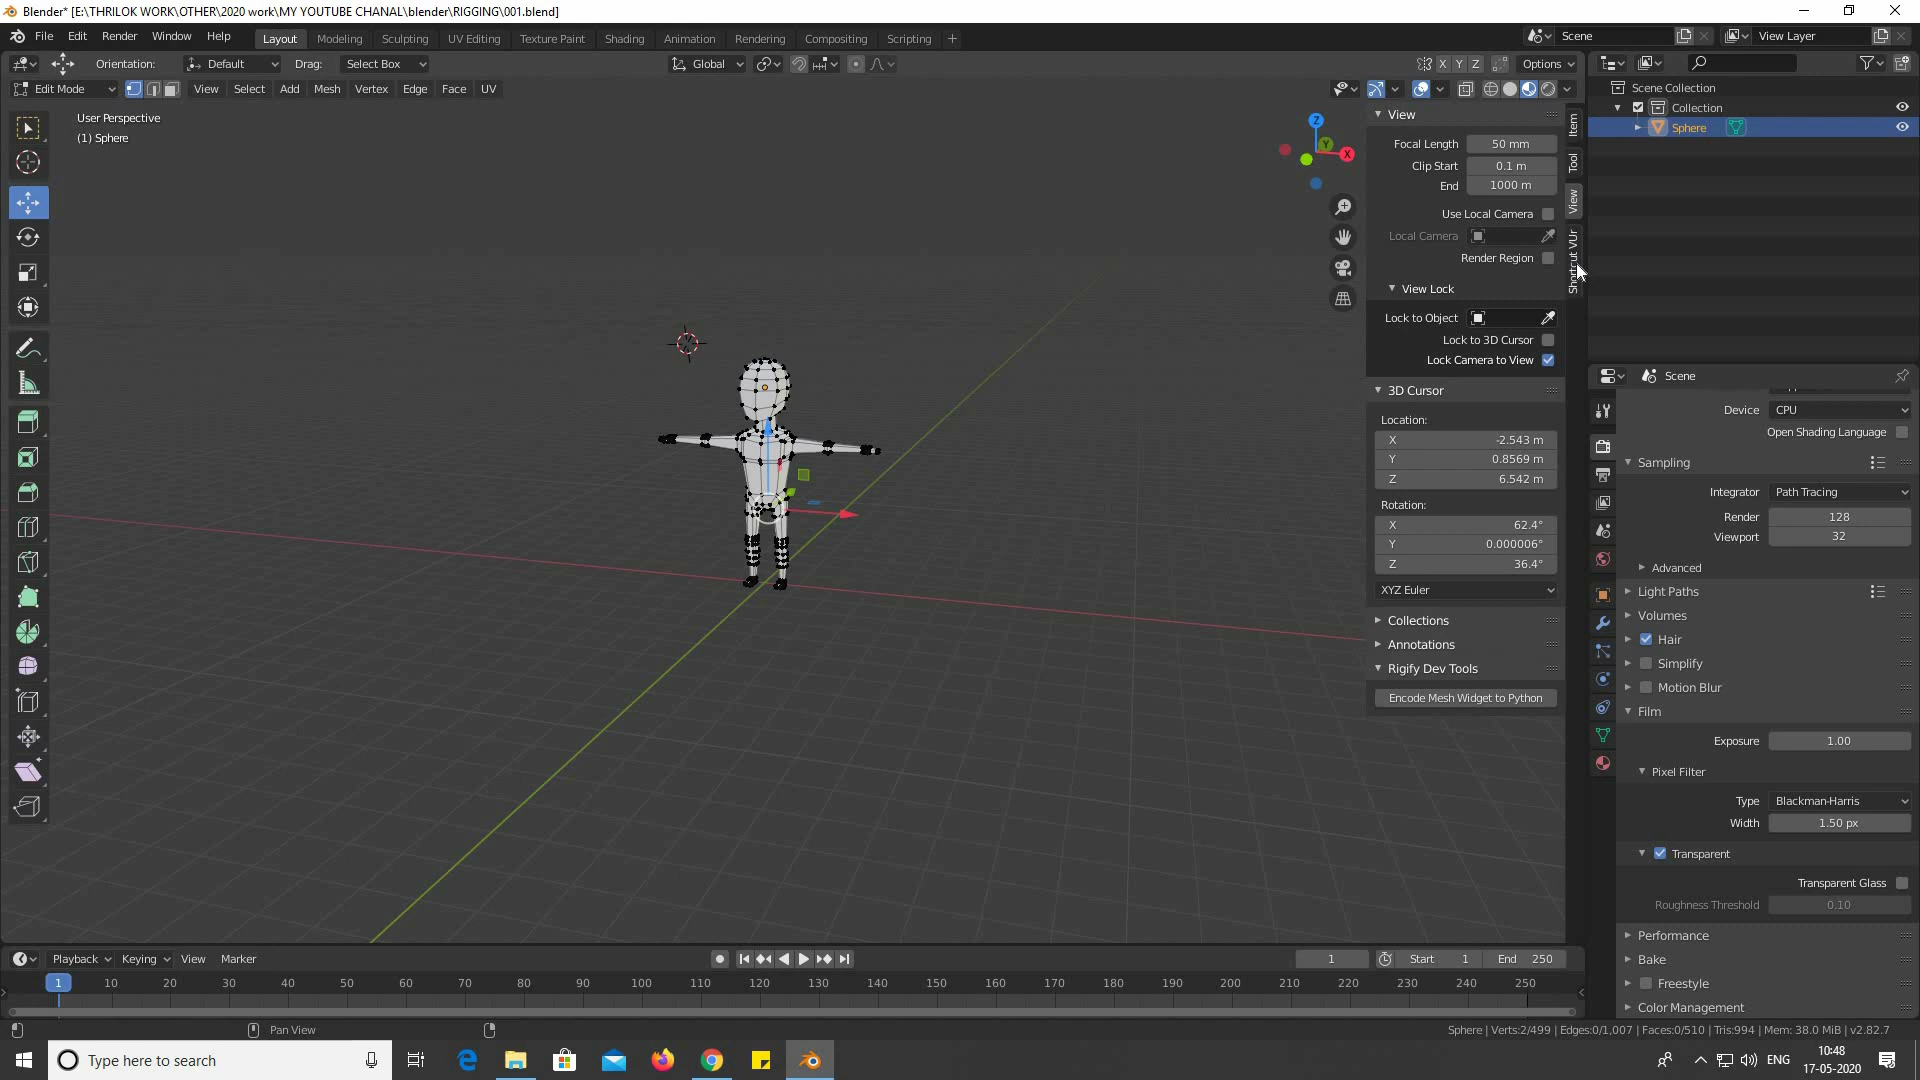 Blender* [E:\THRILOK WORK\OTHER\2020 work\MY YOUTUBE CHANAL\blender\RIGGING\001.blend]
File Edit Render Window Help Layout Modeling Sculpting UV Editing Texture Paint Shading Animation Rendering Compositing Scripting + Scene View Layer
Orientation: Default Drag: Select Box Global X Y Z Options
Edit Mode View Select Add Mesh Vertex Edge Face UV
User Perspective
(1) Sphere
Z
Y
X
View
Focal Length 50 mm
Clip Start 0.1 m
End 1000 m
Use Local Camera
Local Camera
Render Region
View Lock
Lock to Object
Lock to 3D Cursor
Lock Camera to View
3D Cursor
Location:
X -2.543 m
Y 0.8569 m
Z 6.542 m
Rotation:
X 62.4°
Y 0.000006°
Z 36.4°
XYZ Euler
Collections
Annotations
Rigify Dev Tools
Encode Mesh Widget to Python
Item
Tool
View
Shortcut VUr
Scene Collection
Collection
Sphere
Scene
Device CPU
Open Shading Language
Sampling
Integrator Path Tracing
Render 128
Viewport 32
Advanced
Light Paths
Volumes
Hair
Simplify
Motion Blur
Film
Exposure 1.00
Pixel Filter
Type Blackman-Harris
Width 1.50 px
Transparent
Transparent Glass
Roughness Threshold 0.10
Performance
Bake
Freestyle
Color Management
Playback Keying View Marker 1 Start 1 End 250
1 10 20 30 40 50 60 70 80 90 100 110 120 130 140 150 160 170 180 190 200 210 220 230 240 250
Pan View
Sphere | Verts:2/499 | Edges:0/1,007 | Faces:0/510 | Tris:994 | Mem: 38.0 MiB | v2.82.7
Type here to search
ENG
10:48
17-05-2020